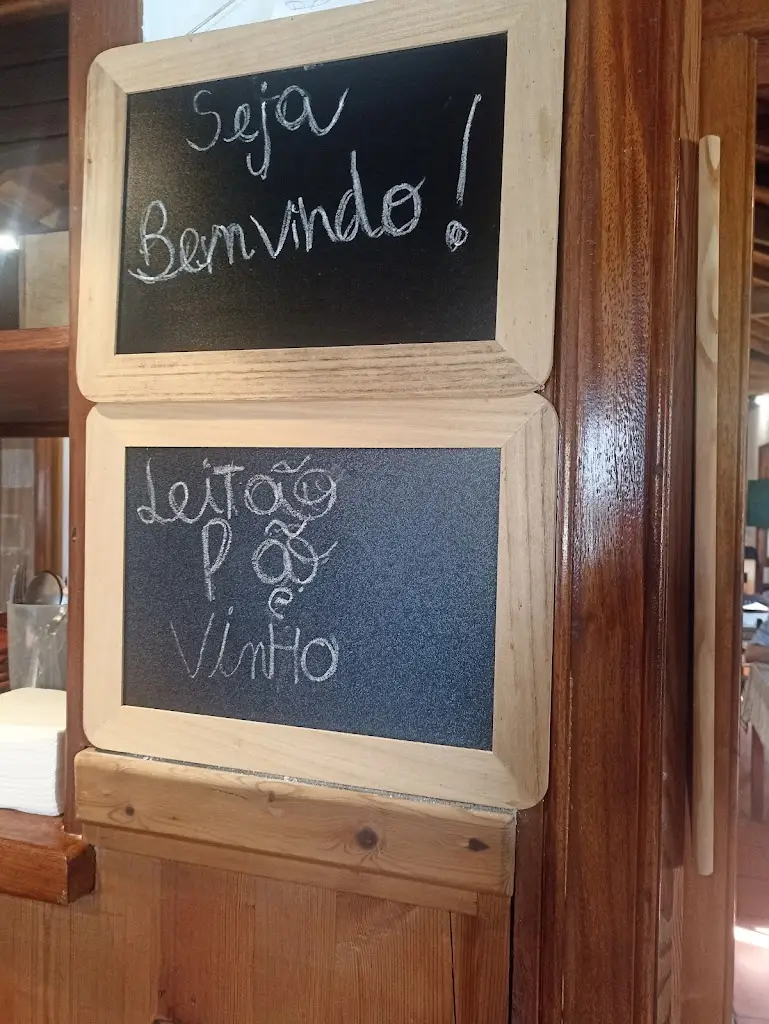 Seja
Bemvindo!
Leitão
Pão
e
Vinho